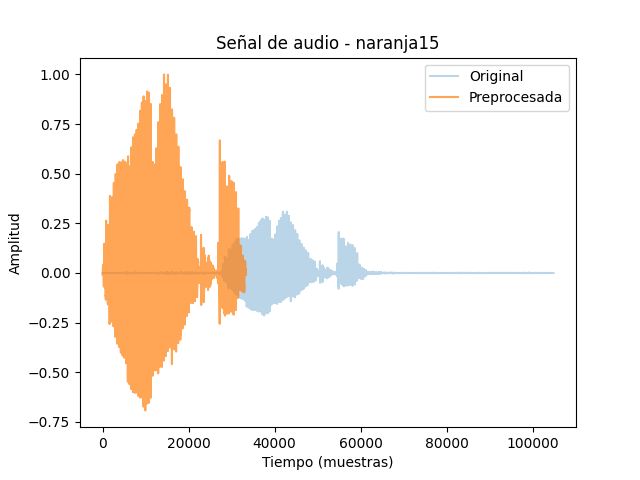 Señal de audio - naranja15
Original
Preprocesada
1.00
0.75
0.50
0.25
0.00
−0.25
−0.50
−0.75
Amplitud
0 20000 40000 60000 80000 100000
Tiempo (muestras)